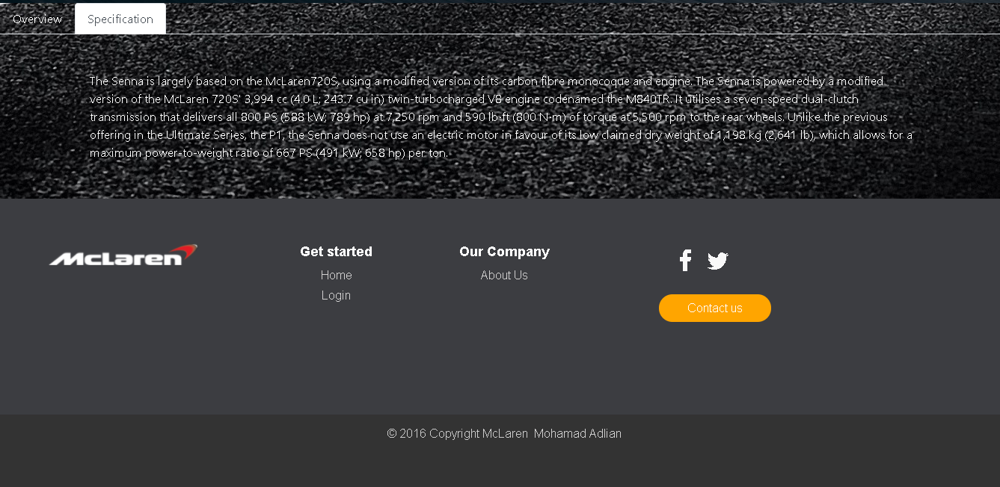 Overview
Specification
The Senna is largely based on the McLaren720S, using a modified version of its carbon fibre monocoque and engine. The Senna is powered by a modified
version of the McLaren 720S' 3,994 cc (4.0 L; 243.7 cu in) twin-turbocharged V8 engine codenamed the M840TR. It utilises a seven-speed dual-clutch
transmission that delivers all 800 PS (588 kW; 789 hp) at 7,250 rpm and 590 lb·ft (800 N·m) of torque at 5,500 rpm to the rear wheels. Unlike the previous
offering in the Ultimate Series, the P1, the Senna does not use an electric motor in favour of its low claimed dry weight of 1,198 kg (2,641 lb), which allows for a
maximum power-to-weight ratio of 667 PS (491 kW; 658 hp) per ton.
McLaren
Get started
Home
Login
Our Company
About Us
Contact us
© 2016 Copyright McLaren Mohamad Adlian